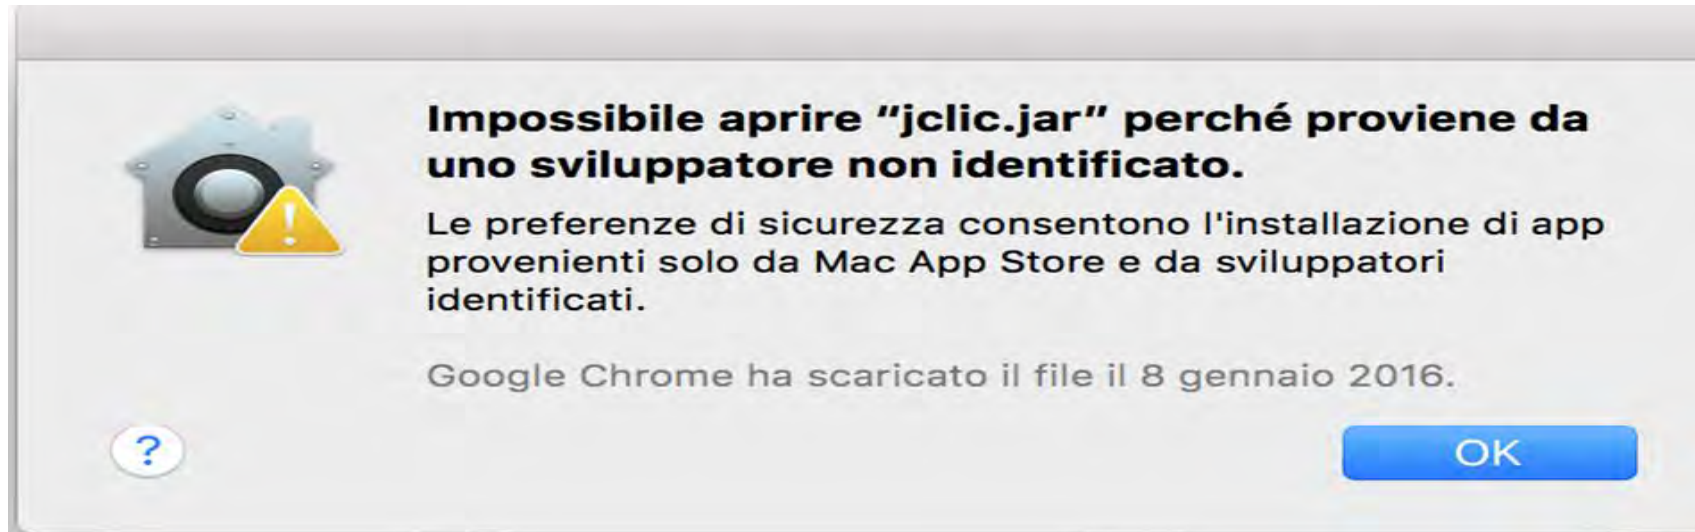 Impossibile aprire "jclic.jar" perché proviene da
uno sviluppatore non identificato.
Le preferenze di sicurezza consentono l'installazione di app
provenienti solo da Mac App Store e da sviluppatori
identificati.
Google Chrome ha scaricato il file il 8 gennaio 2016.
?
OK